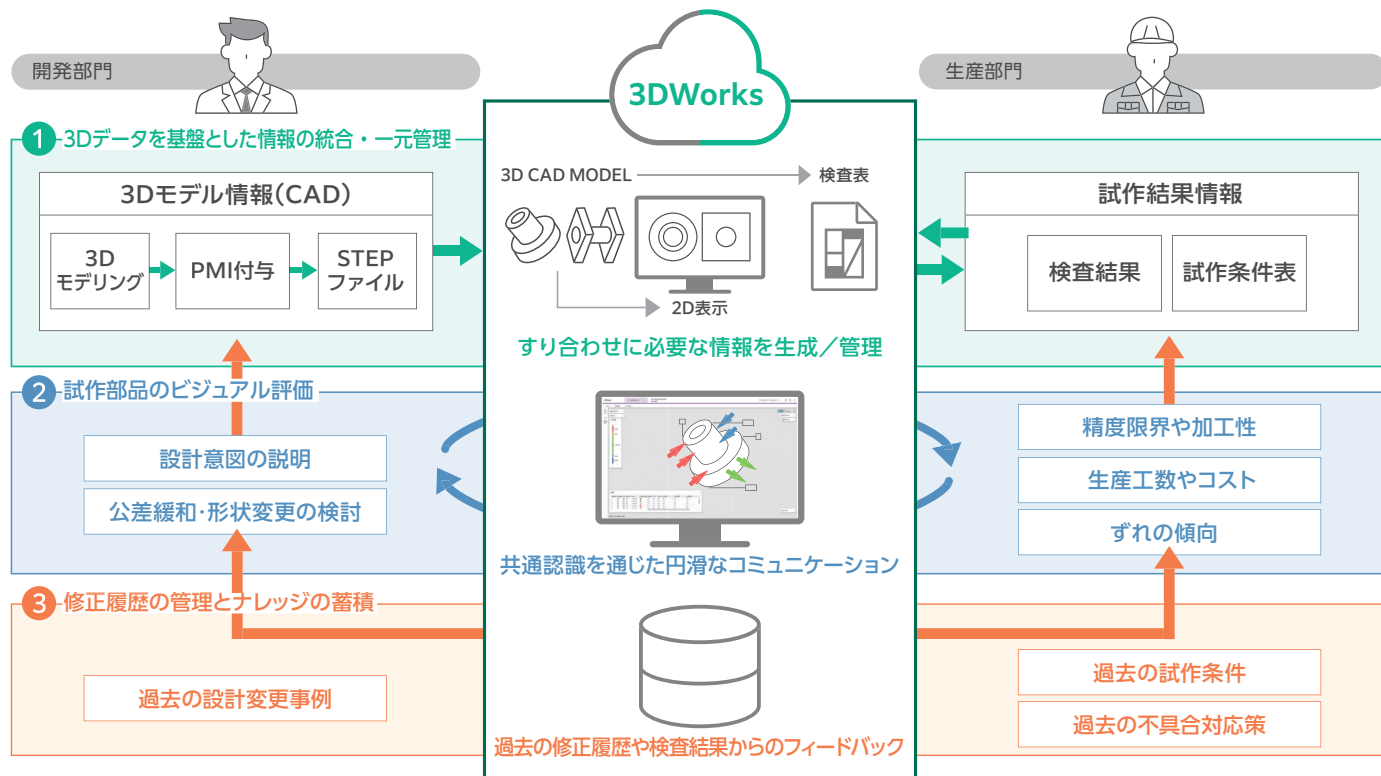 開発部門
3DWorks
生産部門
1 3Dデータを基盤とした情報の統合・一元管理
3Dモデル情報(CAD)
3D
モデリング
PMI付与
STEP
ファイル
3D CAD MODEL
検査表
2D表示
すり合わせに必要な情報を生成／管理
試作結果情報
検査結果
試作条件表
2 試作部品のビジュアル評価
設計意図の説明
公差緩和・形状変更の検討
共通認識を通じた円滑なコミュニケーション
精度限界や加工性
生産工数やコスト
ずれの傾向
3 修正履歴の管理とナレッジの蓄積
過去の設計変更事例
過去の修正履歴や検査結果からのフィードバック
過去の試作条件
過去の不具合対応策